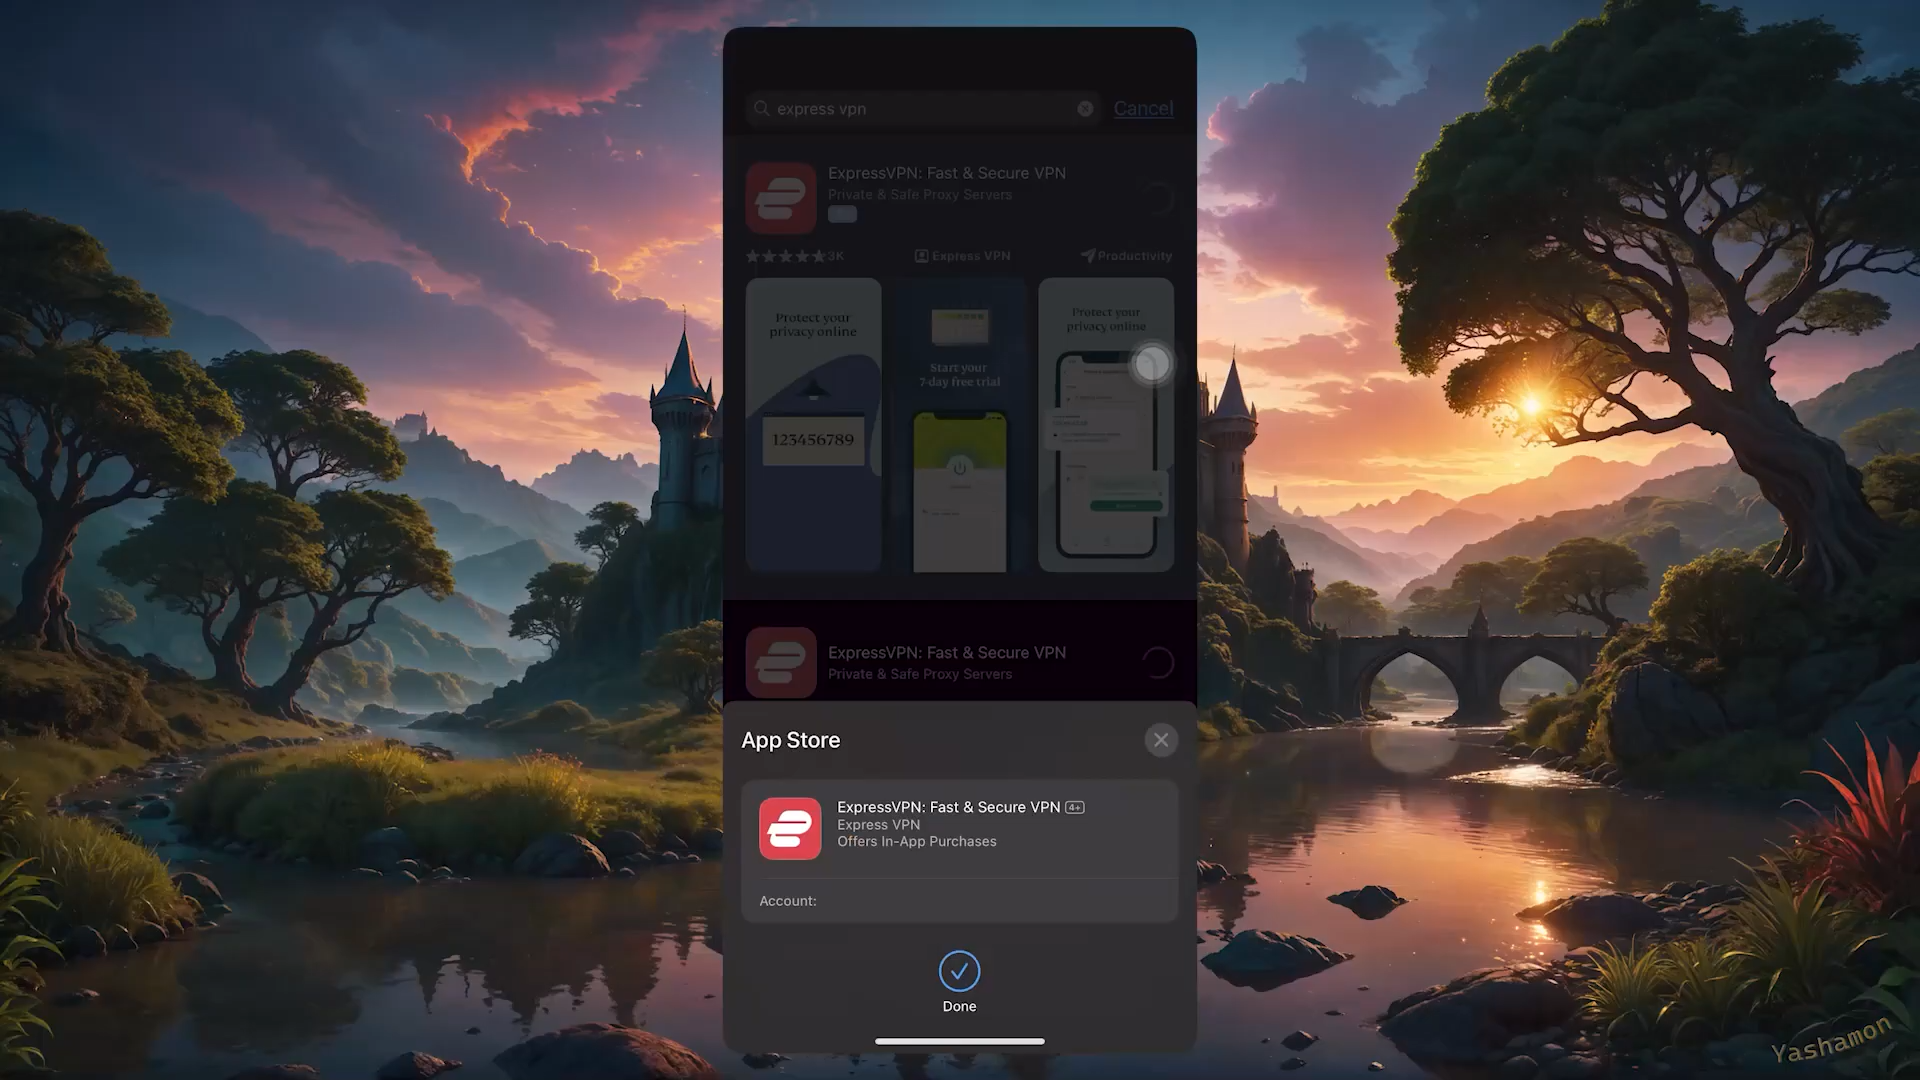 express vpn
Cancel
ExpressVPN: Fast & Secure VPN
Private & Safe Proxy Servers
3K
Express VPN
Productivity
Protect your
privacy online
123456789
Start your
7-day free trial
Protect your
privacy online
ExpressVPN: Fast & Secure VPN
Private & Safe Proxy Servers
App Store
ExpressVPN: Fast & Secure VPN 4+
Express VPN
Offers In-App Purchases
Account:
Done
Yashamon